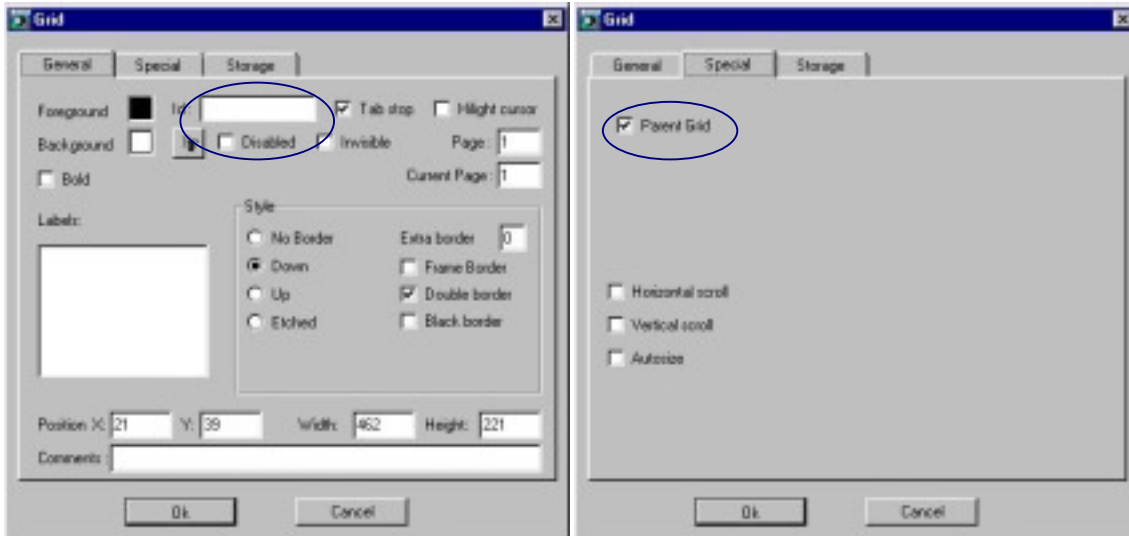 Grid
General Special Storage
Foreground Id: Tab stop Hilight cursor
Background Disabled Invisible Page: 1
Bold Current Page: 1
Labels:
Style
No Border Extra border 0
Down Frame Border
Up Double border
Etched Black border
Position X: 21 Y: 39 Width: 462 Height: 221
Comments :
Ok Cancel
Grid
General Special Storage
Parent Grid
Horizontal scroll
Vertical scroll
Autosize
Ok Cancel